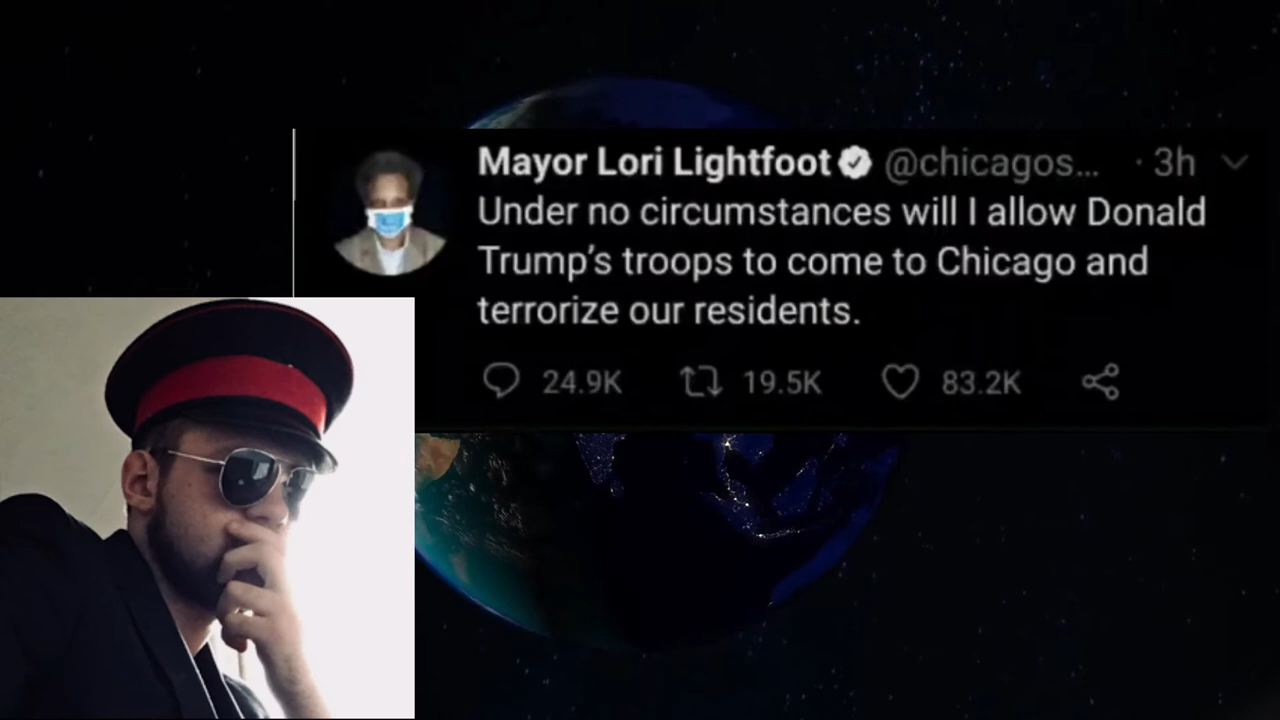 Mayor Lori Lightfoot @chicagos... · 3h
Under no circumstances will I allow Donald
Trump's troops to come to Chicago and
terrorize our residents.
24.9K 19.5K 83.2K